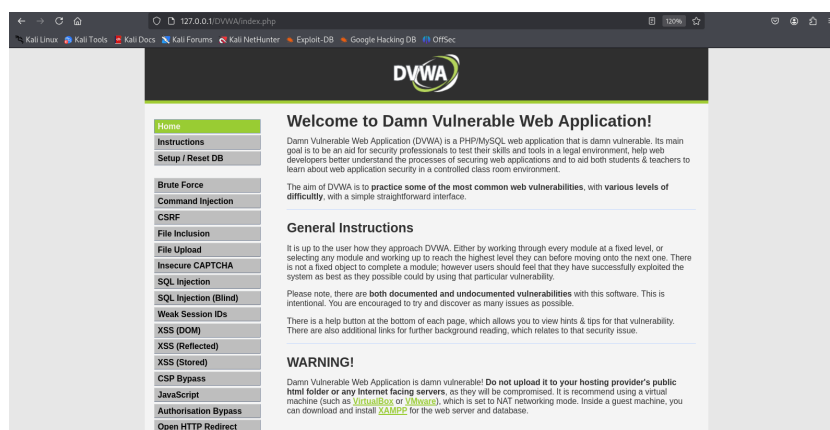 127.0.0.1/DVWA/index.php
120%
Kali Linux Kali Tools Kali Docs Kali Forums Kali NetHunter Exploit-DB Google Hacking DB OffSec
DVWA
Home
Instructions
Setup / Reset DB
Brute Force
Command Injection
CSRF
File Inclusion
File Upload
Insecure CAPTCHA
SQL Injection
SQL Injection (Blind)
Weak Session IDs
XSS (DOM)
XSS (Reflected)
XSS (Stored)
CSP Bypass
JavaScript
Authorisation Bypass
Open HTTP Redirect
Welcome to Damn Vulnerable Web Application!
Damn Vulnerable Web Application (DVWA) is a PHP/MySQL web application that is damn vulnerable. Its main
goal is to be an aid for security professionals to test their skills and tools in a legal environment, help web
developers better understand the processes of securing web applications and to aid both students & teachers to
learn about web application security in a controlled class room environment.
The aim of DVWA is to practice some of the most common web vulnerabilities, with various levels of
difficultly, with a simple straightforward interface.
General Instructions
It is up to the user how they approach DVWA. Either by working through every module at a fixed level, or
selecting any module and working up to reach the highest level they can before moving onto the next one. There
is not a fixed object to complete a module; however users should feel that they have successfully exploited the
system as best as they possible could by using that particular vulnerability.
Please note, there are both documented and undocumented vulnerabilities with this software. This is
intentional. You are encouraged to try and discover as many issues as possible.
There is a help button at the bottom of each page, which allows you to view hints & tips for that vulnerability.
There are also additional links for further background reading, which relates to that security issue.
WARNING!
Damn Vulnerable Web Application is damn vulnerable! Do not upload it to your hosting provider's public
html folder or any Internet facing servers, as they will be compromised. It is recommend using a virtual
machine (such as VirtualBox or VMware), which is set to NAT networking mode. Inside a guest machine, you
can download and install XAMPP for the web server and database.